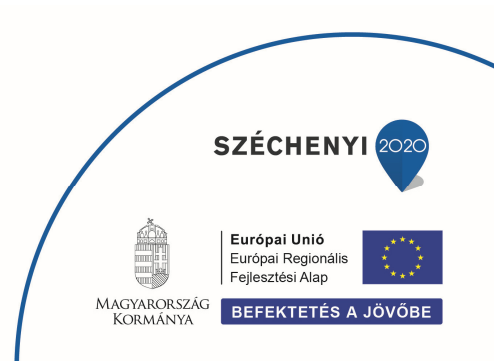 SZÉCHENYI 2020
Európai Unió
Európai Regionális
Fejlesztési Alap
MAGYARORSZÁG
KORMÁNYA
BEFEKTETÉS A JÖVŐBE